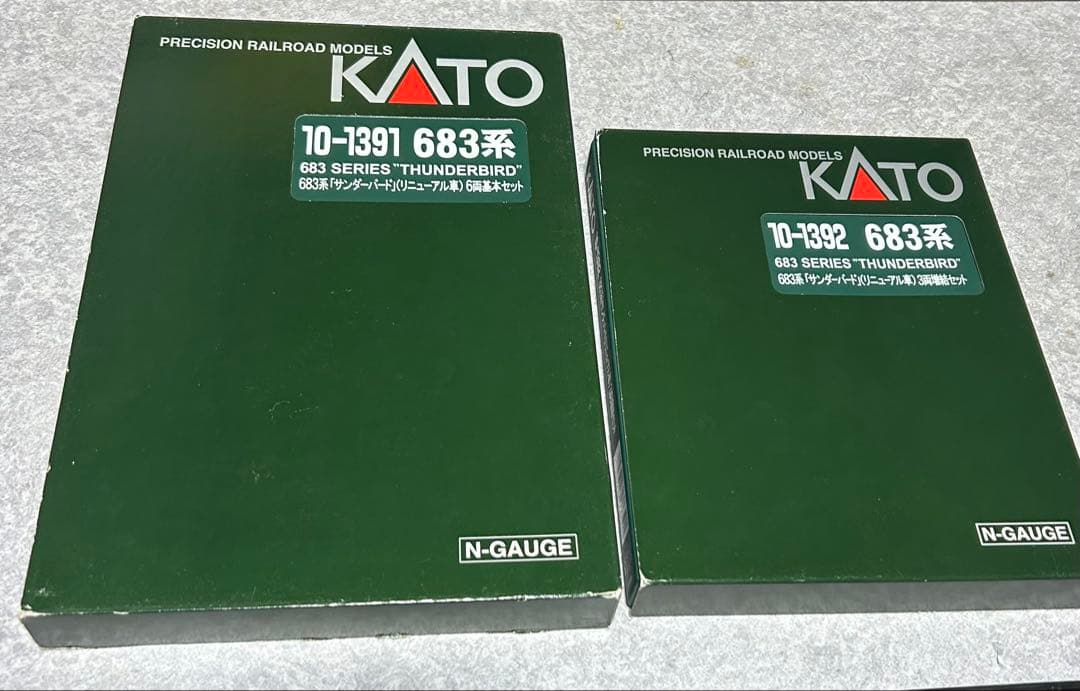 PRECISION RAILROAD MODELS
KATO
10-1391 683系
683 SERIES "THUNDERBIRD"
683系「サンダーバード」(リニューアル車) 6両基本セット
N-GAUGE
PRECISION RAILROAD MODELS
KATO
10-1392 683系
683 SERIES "THUNDERBIRD"
683系「サンダーバード」(リニューアル車) 3両増結セット
N-GAUGE